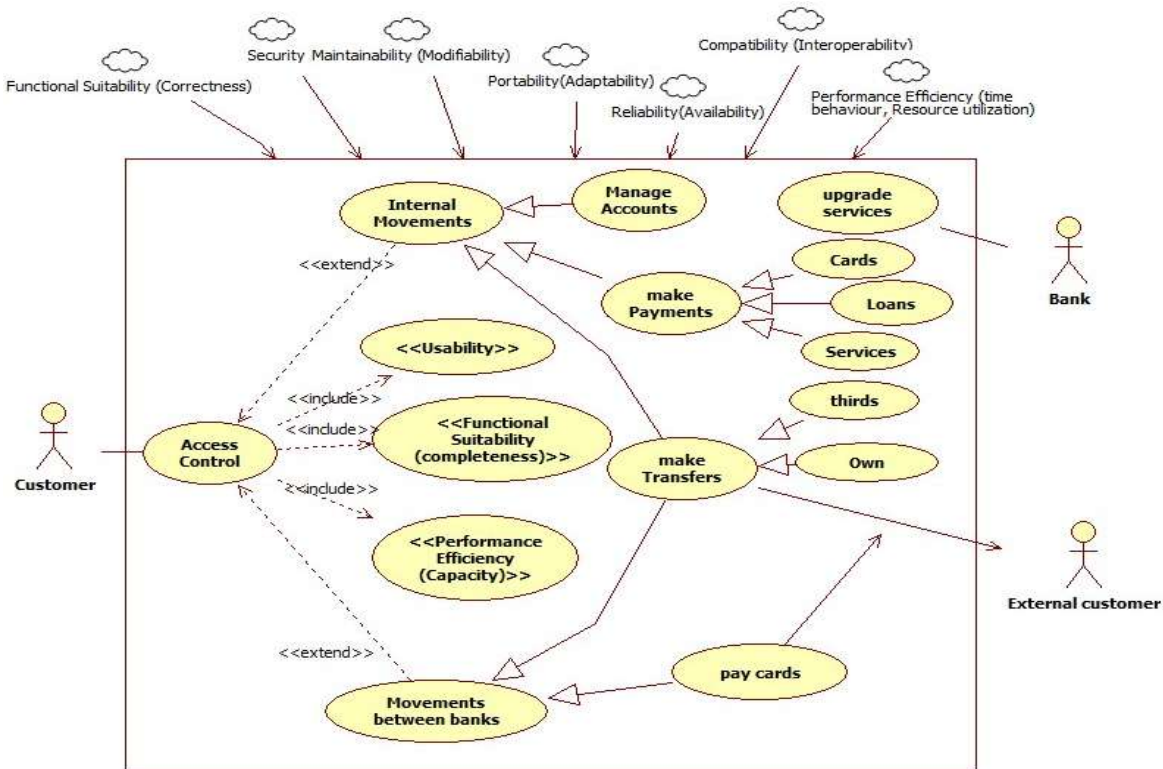 Functional Suitability (Correctness)
Security
Maintainability (Modifiability)
Portability(Adaptability)
Reliability(Availability)
Compatibility (Interoperability)
Performance Efficiency (time
behaviour, Resource utilization)
Internal
Movements
Manage
Accounts
upgrade
services
Bank
<<extend>>
make
Payments
Cards
Loans
Services
<<Usability>>
<<include>>
<<include>>
<<include>>
<<Functional
Suitability
(completeness)>>
<<Performance
Efficiency
(Capacity)>>
Customer
Access
Control
make
Transfers
thirds
Own
External customer
<<extend>>
Movements
between banks
pay cards